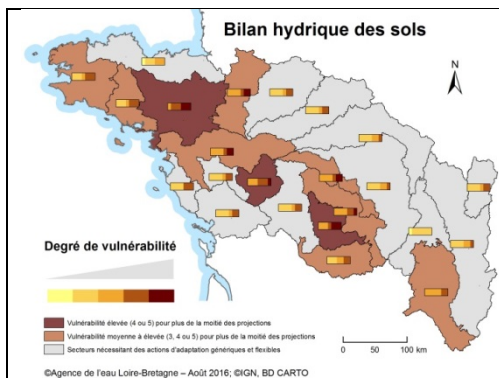 Bilan hydrique des sols
N
Degré de vulnérabilité
Vulnérabilité élevée (4 ou 5) pour plus de la moitié des projections
Vulnérabilité moyenne à élevée (3, 4 ou 5) pour plus de la moitié des projections
Secteurs nécessitant des actions d'adaptation génériques et flexibles
0 50 100 km
©Agence de l'eau Loire-Bretagne – Août 2016; ©IGN, BD CARTO